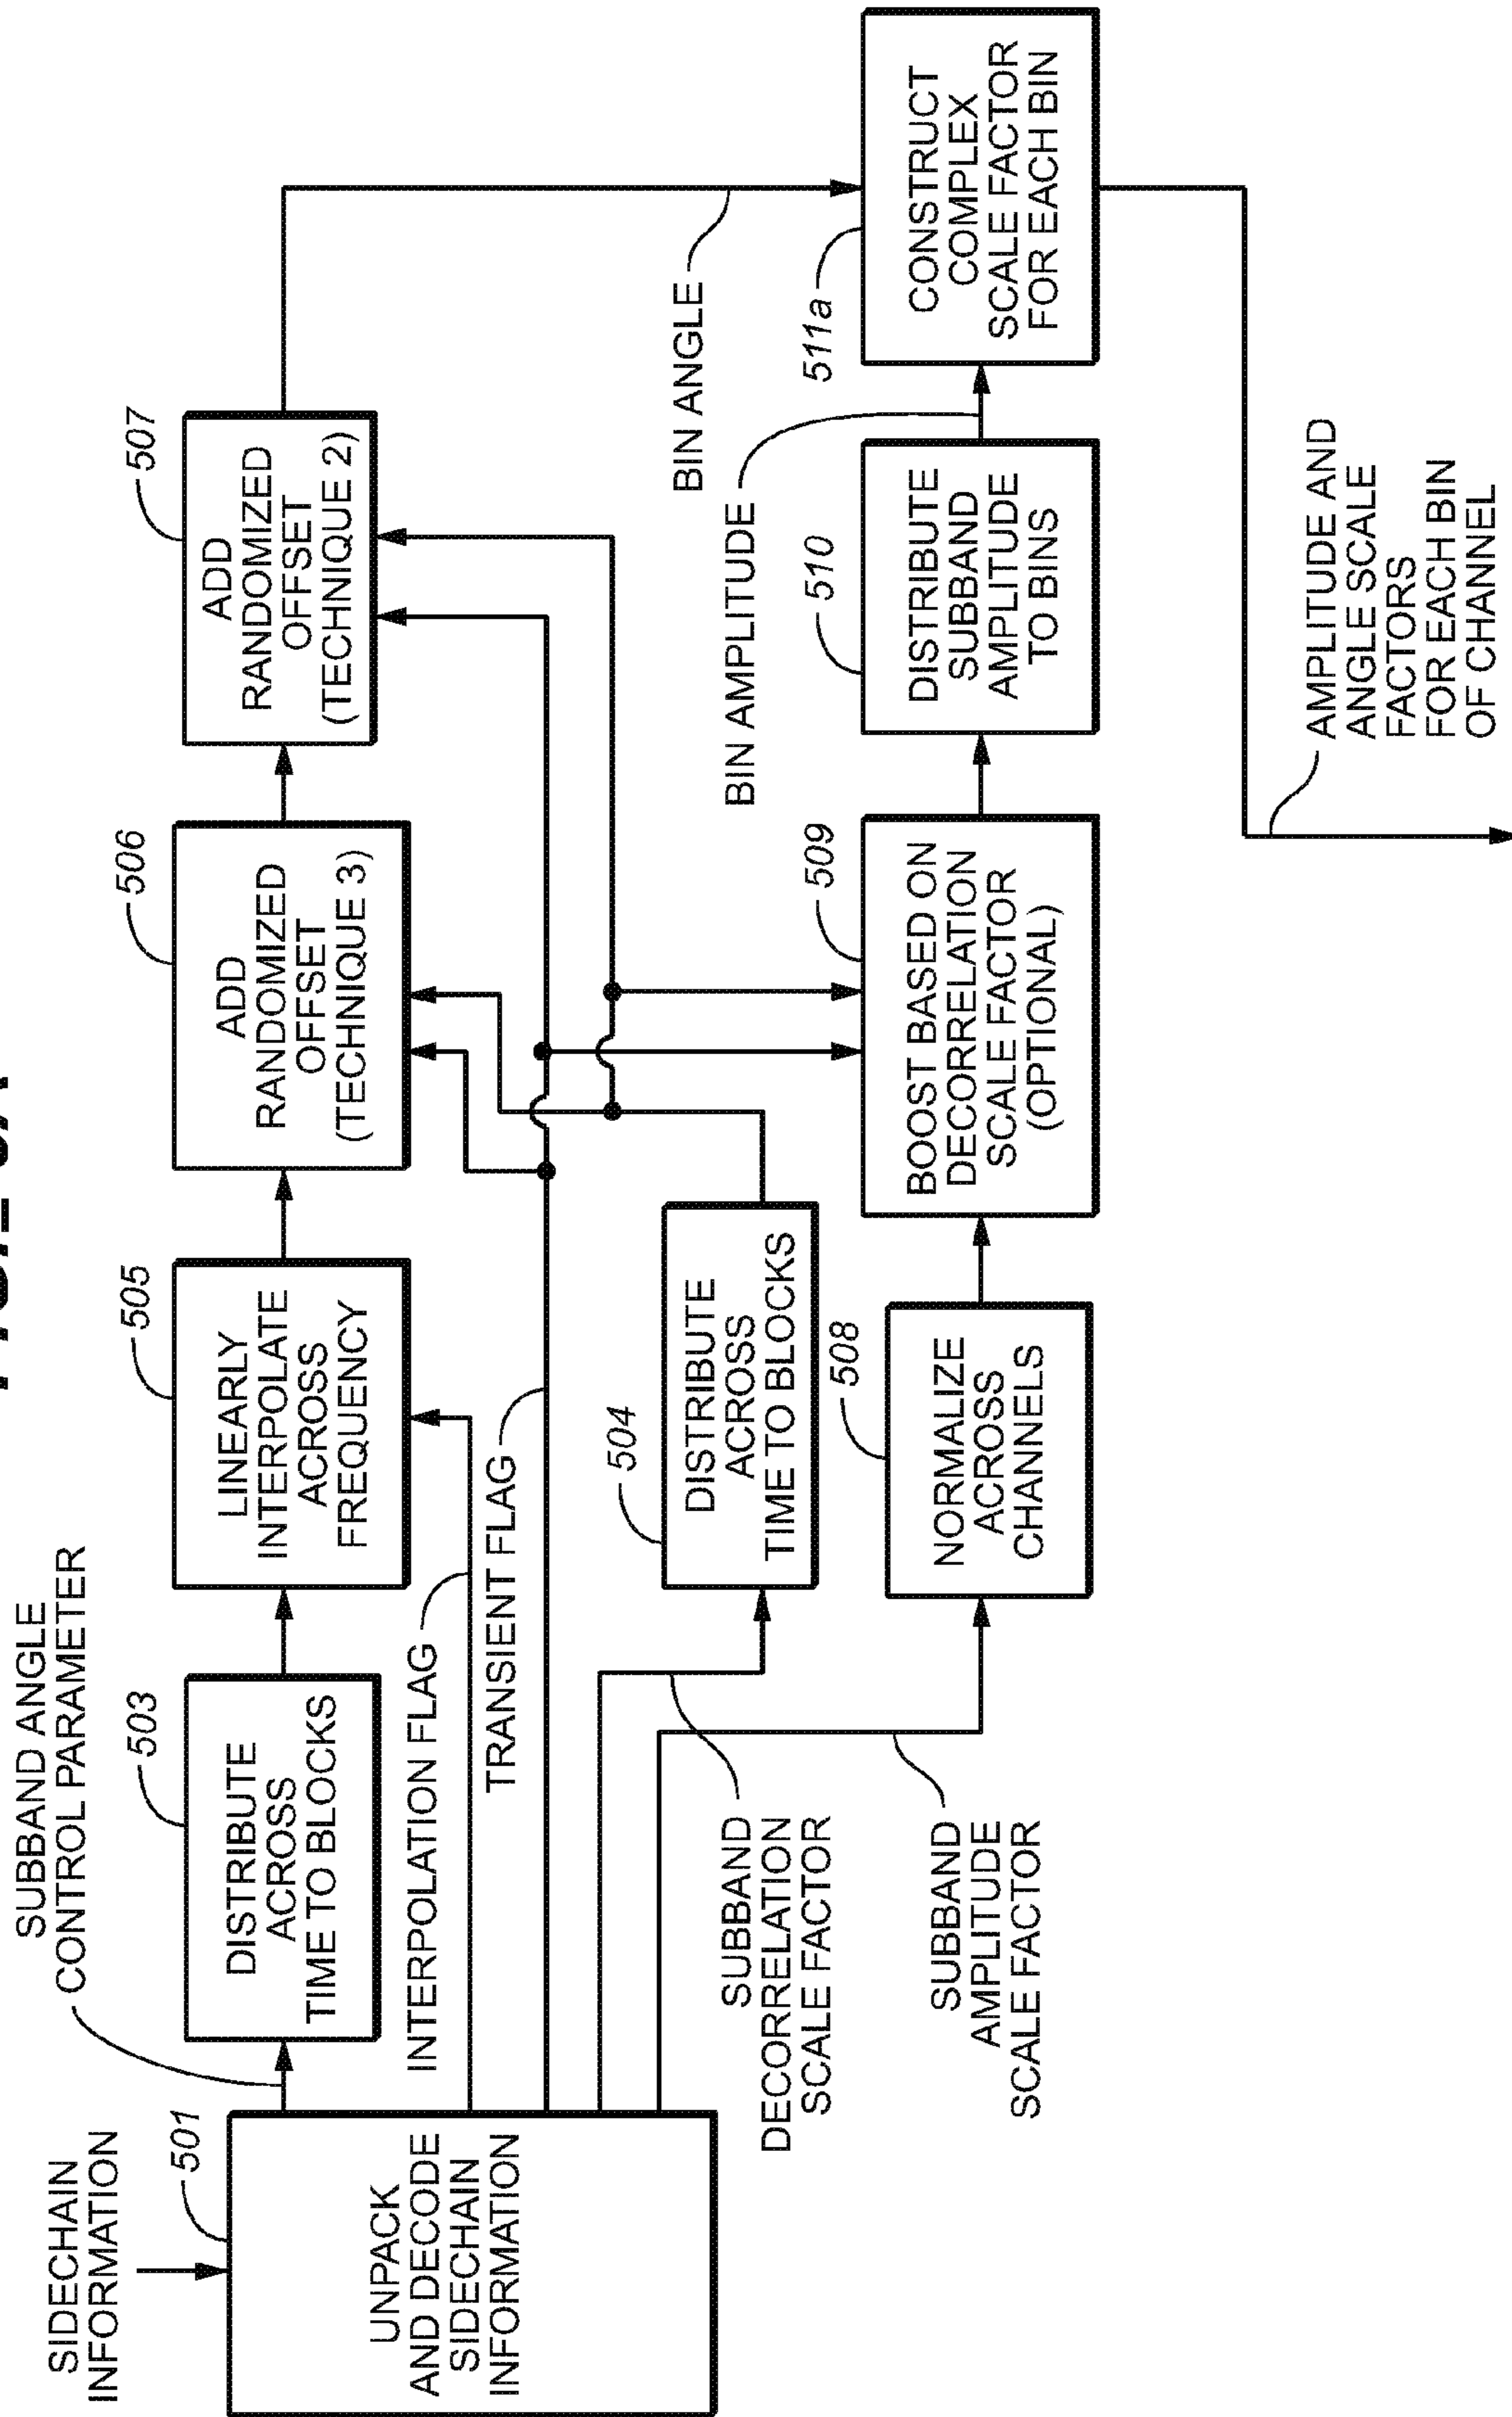 SIDECHAIN
INFORMATION
501
UNPACK
AND DECODE
SIDECHAIN
INFORMATION
SUBBAND ANGLE
CONTROL PARAMETER
503
DISTRIBUTE
ACROSS
TIME TO BLOCKS
505
LINEARLY
INTERPOLATE
ACROSS
FREQUENCY
506
ADD
RANDOMIZED
OFFSET
(TECHNIQUE 3)
507
ADD
RANDOMIZED
OFFSET
(TECHNIQUE 2)
INTERPOLATION FLAG
TRANSIENT FLAG
504
DISTRIBUTE
ACROSS
TIME TO BLOCKS
SUBBAND
DECORRELATION
SCALE FACTOR
SUBBAND
AMPLITUDE
SCALE FACTOR
508
NORMALIZE
ACROSS
CHANNELS
509
BOOST BASED ON
DECORRELATION
SCALE FACTOR
(OPTIONAL)
BIN AMPLITUDE
510
DISTRIBUTE
SUBBAND
AMPLITUDE
TO BINS
BIN ANGLE
511a
CONSTRUCT
COMPLEX
SCALE FACTOR
FOR EACH BIN
AMPLITUDE AND
ANGLE SCALE
FACTORS
FOR EACH BIN
OF CHANNEL